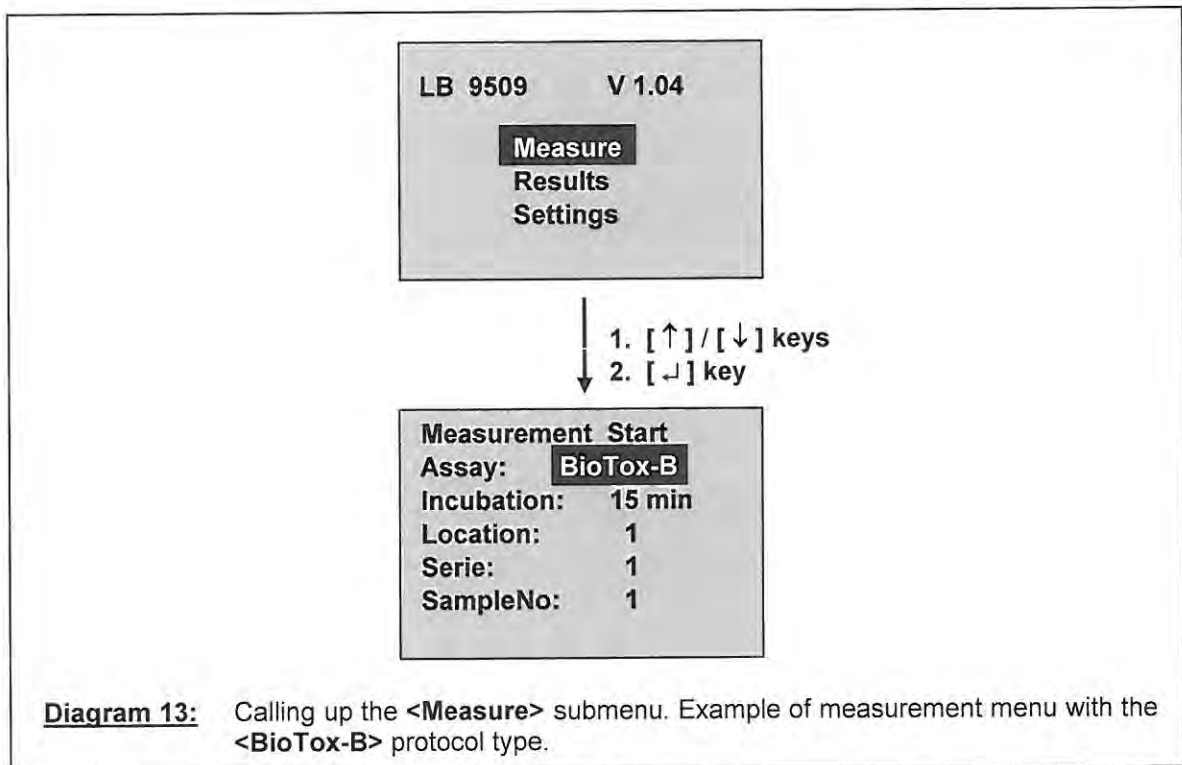 LB 9509 V 1.04
Measure
Results
Settings
1. [ ↑ ] / [ ↓ ] keys
2. [ ↵ ] key
Measurement Start
Assay: BioTox-B
Incubation: 15 min
Location: 1
Serie: 1
SampleNo: 1
Diagram 13: Calling up the <Measure> submenu. Example of measurement menu with the
<BioTox-B> protocol type.